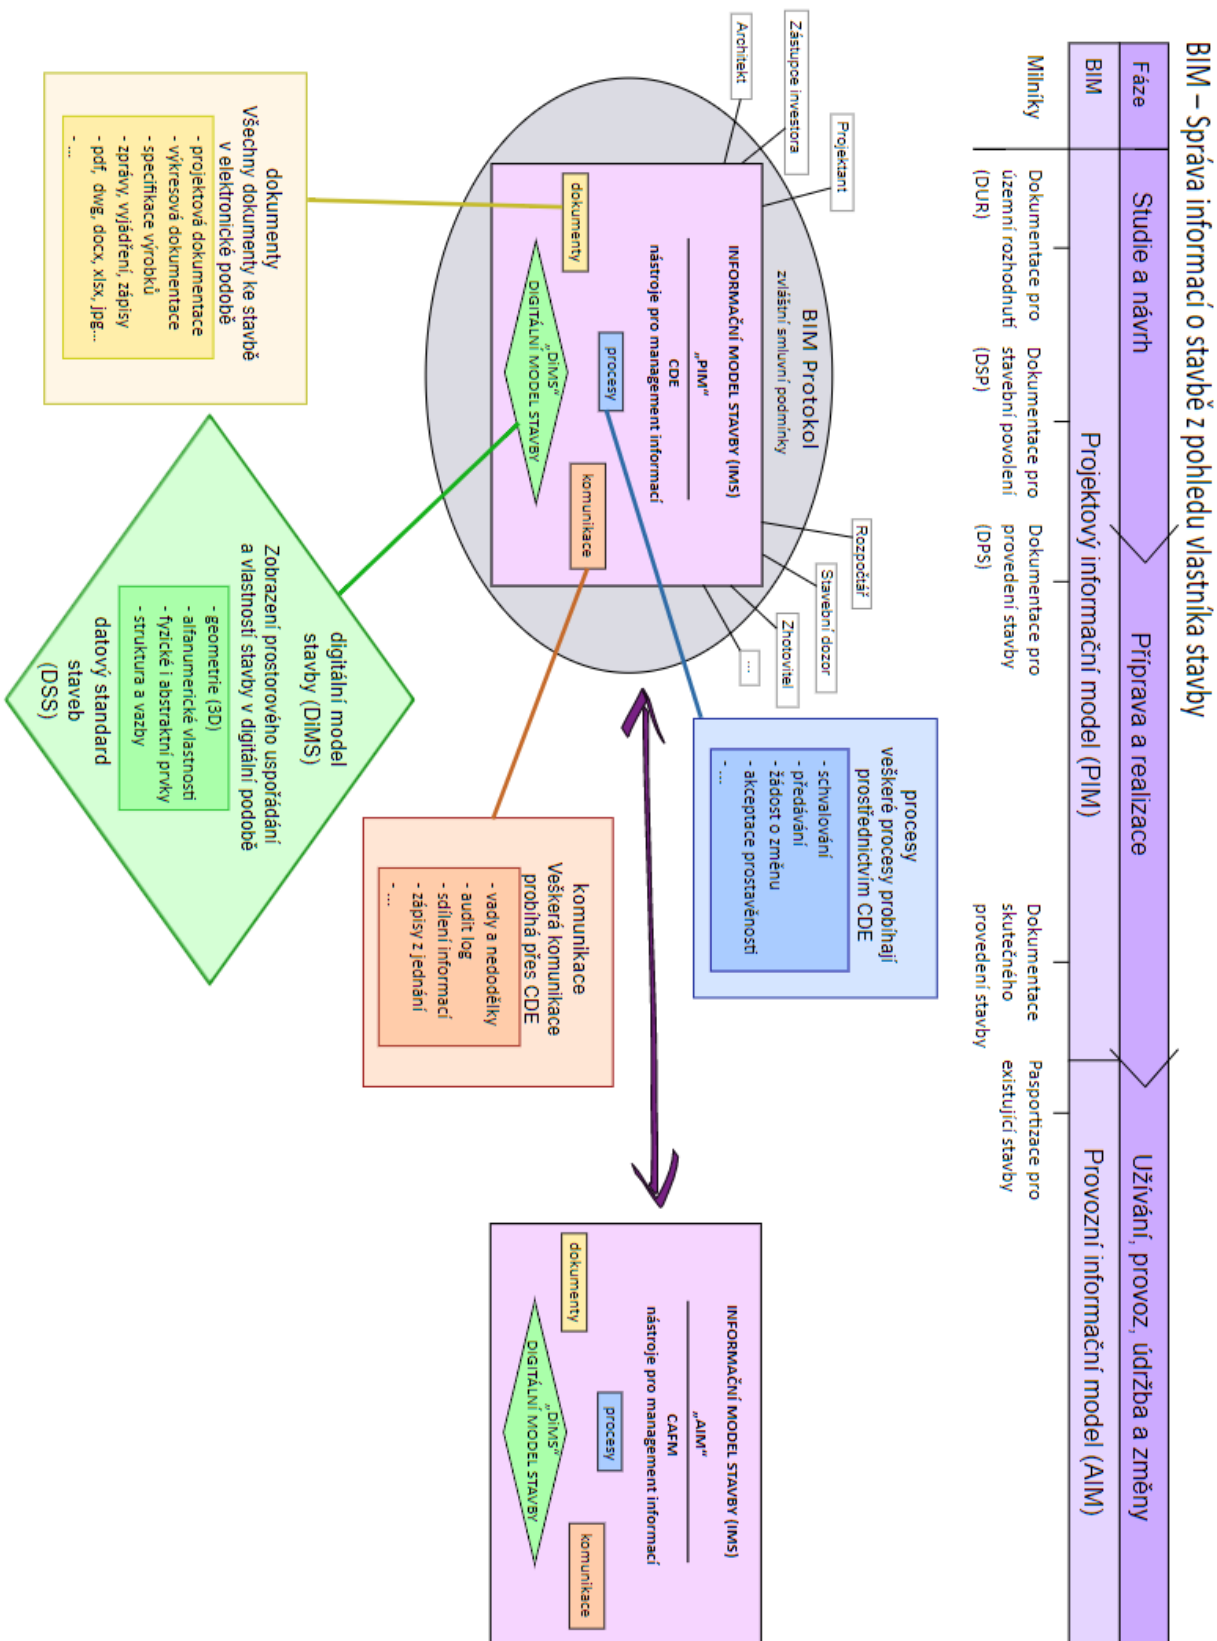 BIM – Správa informací o stavbě z pohledu vlastníka stavby
Fáze
Studie a návrh
Příprava a realizace
Užívání, provoz, údržba a změny
BIM
Projektový informační model (PIM)
Provozní informační model (AIM)
Milníky
Dokumentace pro
územní rozhodnutí
(DUR)
Dokumentace pro
stavební povolení
(DSP)
Dokumentace pro
provedení stavby
(DPS)
Dokumentace
skutečného
provedení stavby
Pasportizace pro
existující stavby
Architekt
Zástupce investora
Projektant
Rozpočtář
Stavební dozor
Zhotovitel
...
BIM Protokol
zvláštní smluvní podmínky
INFORMAČNÍ MODEL STAVBY (IMS)
„PIM“
CDE
nástroje pro management informací
dokumenty
procesy
komunikace
„DiMS“
DIGITÁLNÍ MODEL STAVBY
INFORMAČNÍ MODEL STAVBY (IMS)
„AIM“
CAFM
nástroje pro management informací
dokumenty
procesy
komunikace
„DiMS“
DIGITÁLNÍ MODEL STAVBY
procesy
veškeré procesy probíhají
prostřednictvím CDE
- schvalování
- předávání
- žádost o změnu
- akceptace prostavěnosti
- ...
komunikace
Veškerá komunikace
probíhá přes CDE
- vady a nedodělky
- audit log
- sdílení informací
- zápisy z jednání
- ...
dokumenty
Všechny dokumenty ke stavbě
v elektronické podobě
- projektová dokumentace
- výkresová dokumentace
- specifikace výrobků
- zprávy, vyjádření, zápisy
- pdf, dwg, docx, xlsx, jpg...
- ...
digitální model
stavby (DiMS)
Zobrazení prostorového uspořádání
a vlastností stavby v digitální podobě
- geometrie (3D)
- alfanumerické vlastnosti
- fyzické i abstraktní prvky
- struktura a vazby
datový standard
staveb
(DSS)